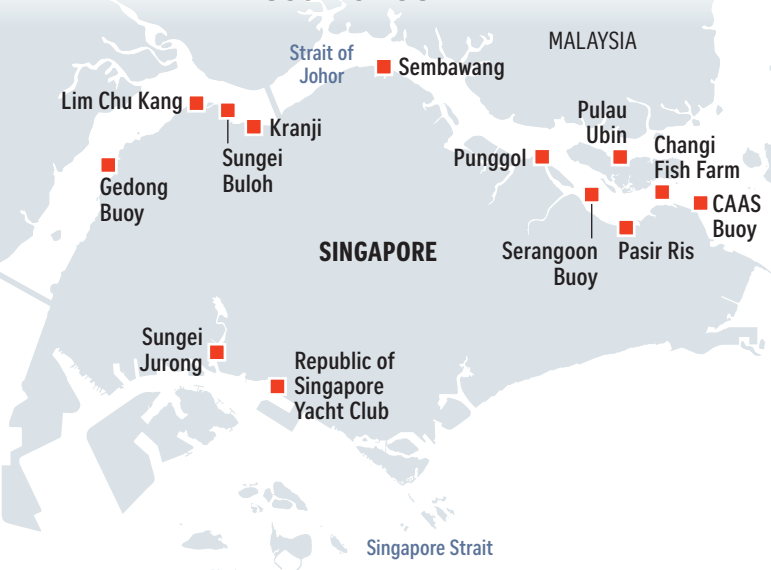 MALAYSIA
Strait of
Johor
Sembawang
Lim Chu Kang
Kranji
Sungei
Buloh
Gedong
Buoy
Pulau
Ubin
Punggol
Changi
Fish Farm
CAAS
Buoy
SINGAPORE
Serangoon
Buoy
Pasir Ris
Sungei
Jurong
Republic of
Singapore
Yacht Club
Singapore Strait